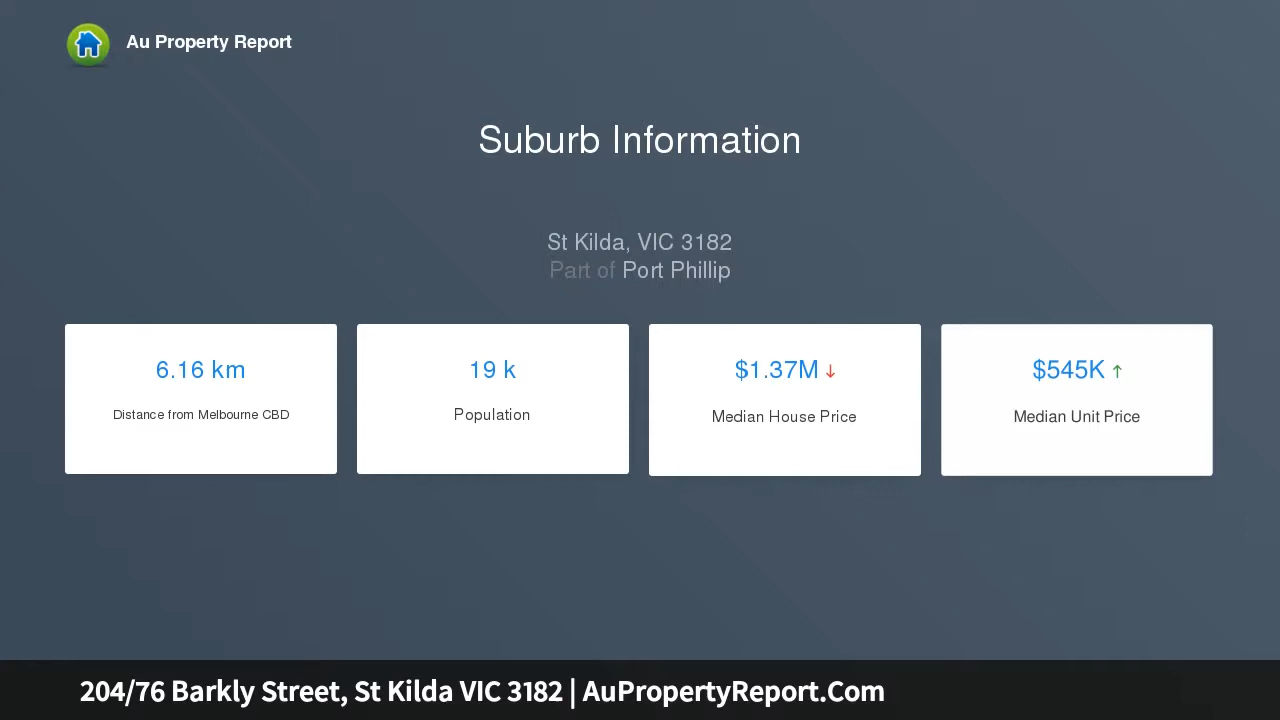 Au Property Report
Suburb Information
St Kilda, VIC 3182
Part of Port Phillip
6.16 km
Distance from Melbourne CBD
19 k
Population
$1.37M ↓
Median House Price
$545K ↑
Median Unit Price
204/76 Barkly Street, St Kilda VIC 3182 | AuPropertyReport.Com